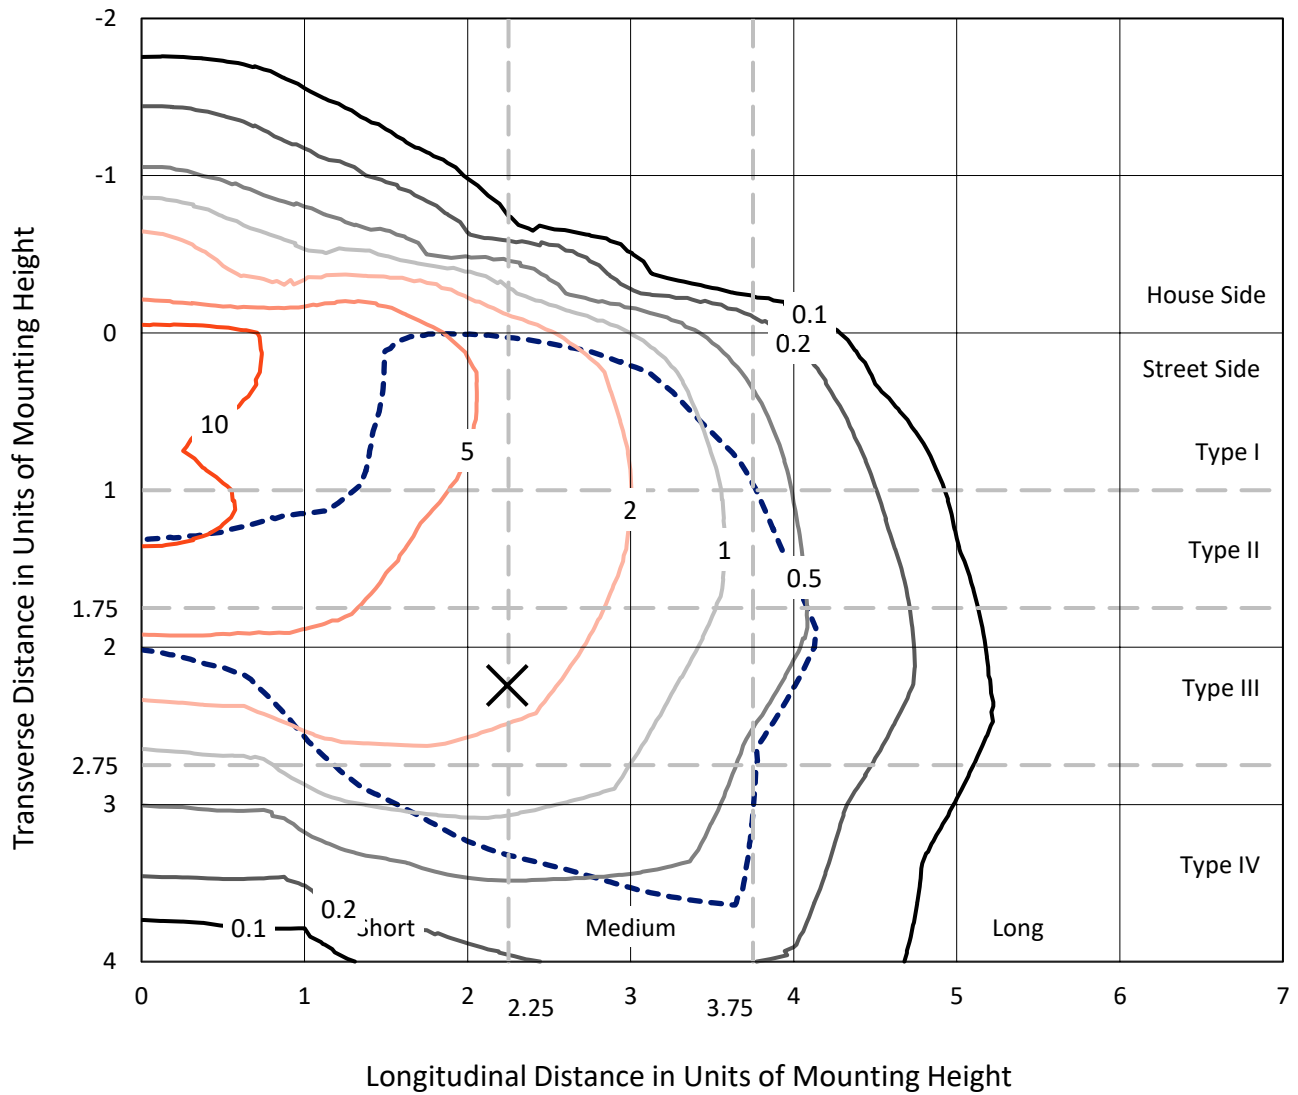 -2
-1
0
1
1.75
2
2.75
3
4
Transverse Distance in Units of Mounting Height
House Side
0.1
0.2
Street Side
10
5
Type I
2
1
Type II
0.5
Type III
Type IV
0.2
0.1
Short
Medium
Long
0
1
2
2.25
3
3.75
4
5
6
7
Longitudinal Distance in Units of Mounting Height